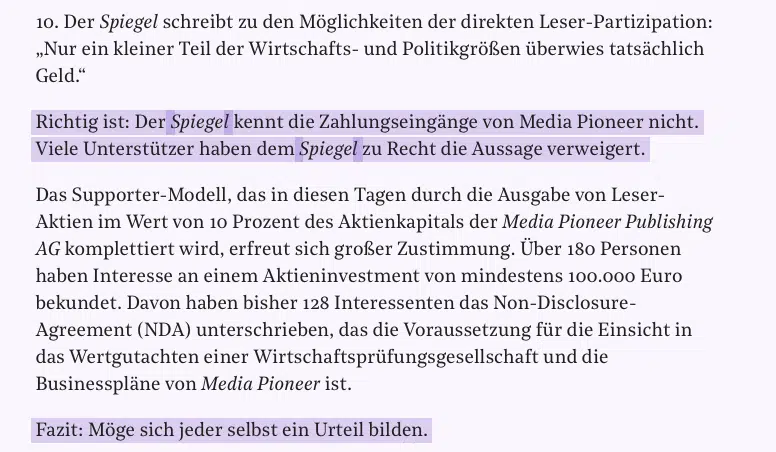 10. Der Spiegel schreibt zu den Möglichkeiten der direkten Leser-Partizipation:
„Nur ein kleiner Teil der Wirtschafts- und Politikgrößen überwies tatsächlich
Geld.“
Richtig ist: Der Spiegel kennt die Zahlungseingänge von Media Pioneer nicht.
Viele Unterstützer haben dem Spiegel zu Recht die Aussage verweigert.
Das Supporter-Modell, das in diesen Tagen durch die Ausgabe von Leser-
Aktien im Wert von 10 Prozent des Aktienkapitals der Media Pioneer Publishing
AG komplettiert wird, erfreut sich großer Zustimmung. Über 180 Personen
haben Interesse an einem Aktieninvestment von mindestens 100.000 Euro
bekundet. Davon haben bisher 128 Interessenten das Non-Disclosure-
Agreement (NDA) unterschrieben, das die Voraussetzung für die Einsicht in
das Wertgutachten einer Wirtschaftsprüfungsgesellschaft und die
Businesspläne von Media Pioneer ist.
Fazit: Möge sich jeder selbst ein Urteil bilden.